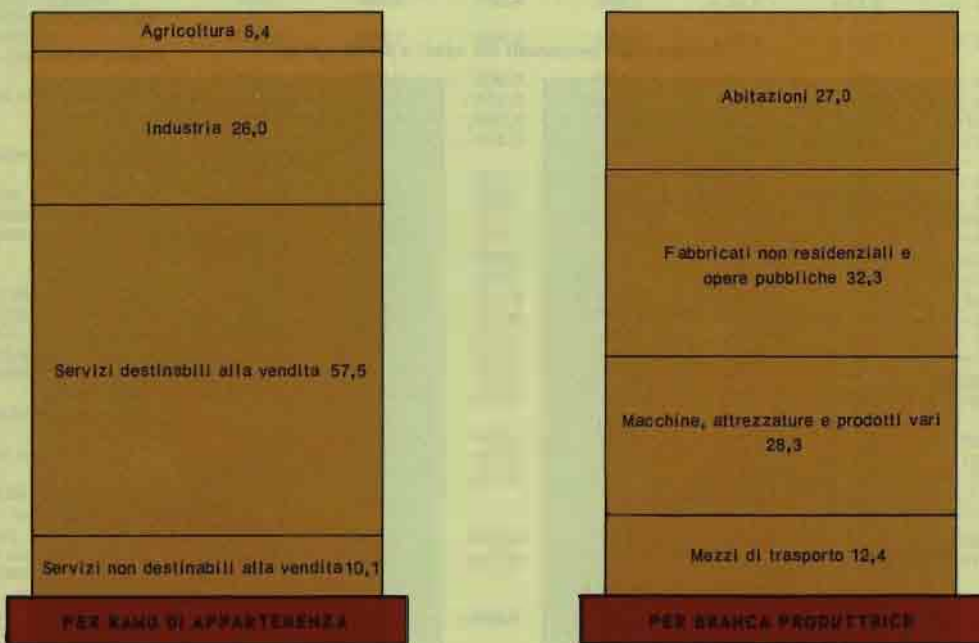 Agricoltura 6,4
Industria 26,0
Servizi destinabili alla vendita 57,5
Servizi non destinabili alla vendita 10,1
PER RAMO DI APPARTENENZA
Abitazioni 27,0
Fabbricati non residenziali e
opere pubbliche 32,3
Macchine, attrezzature e prodotti vari
28,3
Mezzi di trasporto 12,4
PER BRANCA PRODUTTRICE